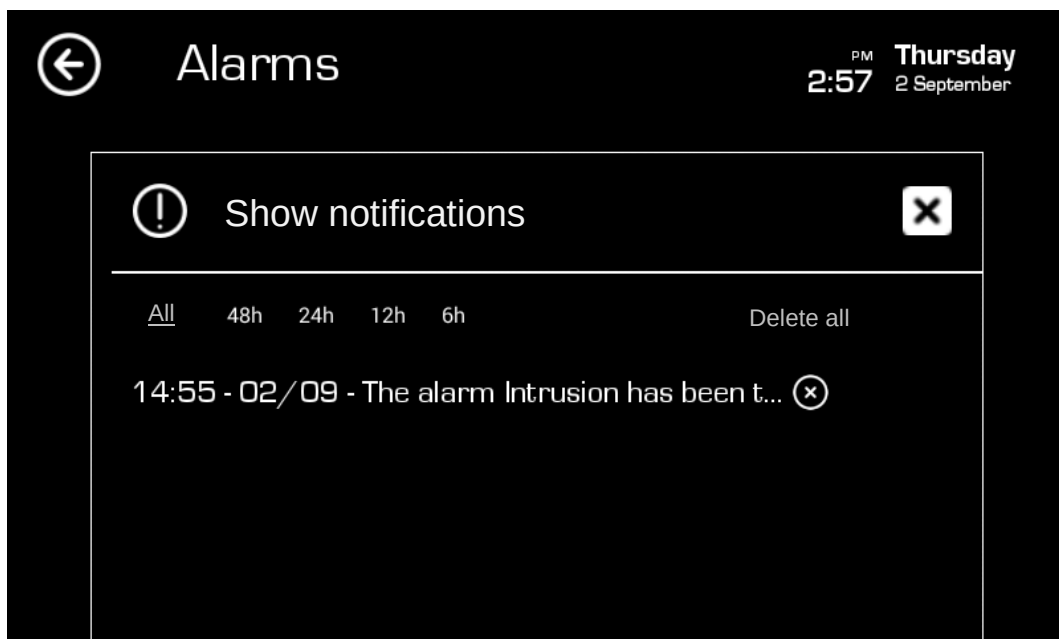 Alarms
PM
2:57
Thursday
2 September
Show notifications
All 48h 24h 12h 6h Delete all
14:55 - 02/09 - The alarm Intrusion has been t...